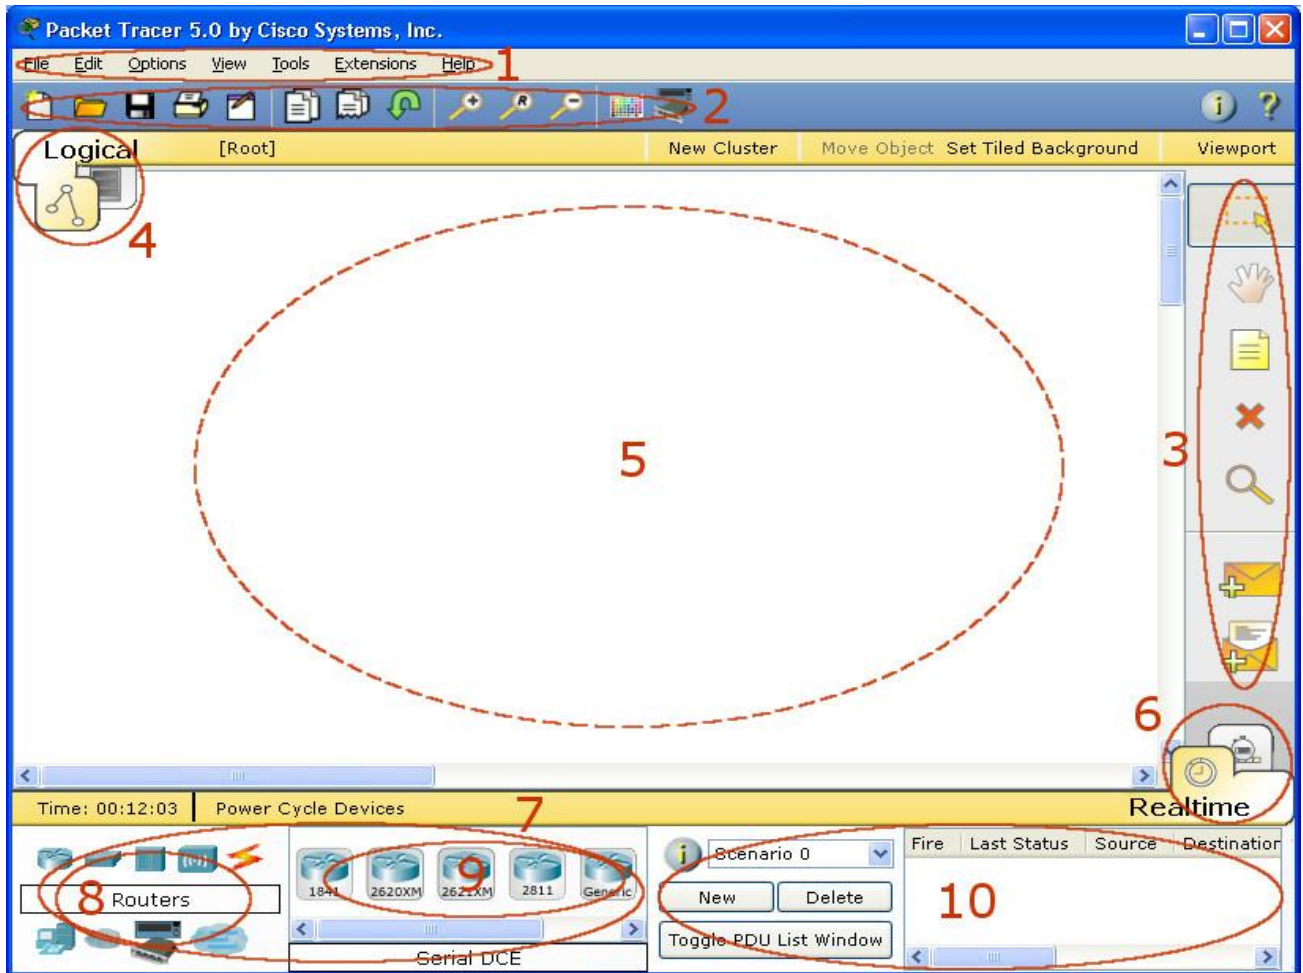 Packet Tracer 5.0 by Cisco Systems, Inc.
File Edit Options View Tools Extensions Help 1
R 2 i ?
Logical [Root] New Cluster Move Object Set Tiled Background Viewport
4
5
3
6
Time: 00:12:03 Power Cycle Devices 7 Realtime
i Scenario 0 Fire Last Status Source Destination
1841 2620XM 2621XM 2811 Generic 9
8 Routers New Delete 10
Toggle PDU List Window
Serial DCE